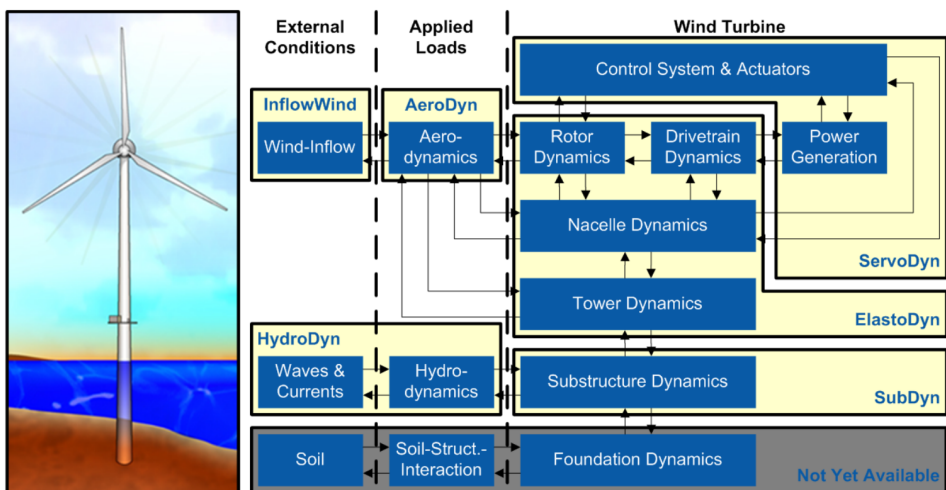 External
Conditions
Applied
Loads
Wind Turbine
Control System & Actuators
InflowWind
AeroDyn
Wind-Inflow
Aero-
dynamics
Rotor
Dynamics
Drivetrain
Dynamics
Power
Generation
Nacelle Dynamics
ServoDyn
Tower Dynamics
ElastoDyn
HydroDyn
Waves &
Currents
Hydro-
dynamics
Substructure Dynamics
SubDyn
Soil
Soil-Struct.-
Interaction
Foundation Dynamics
Not Yet Available